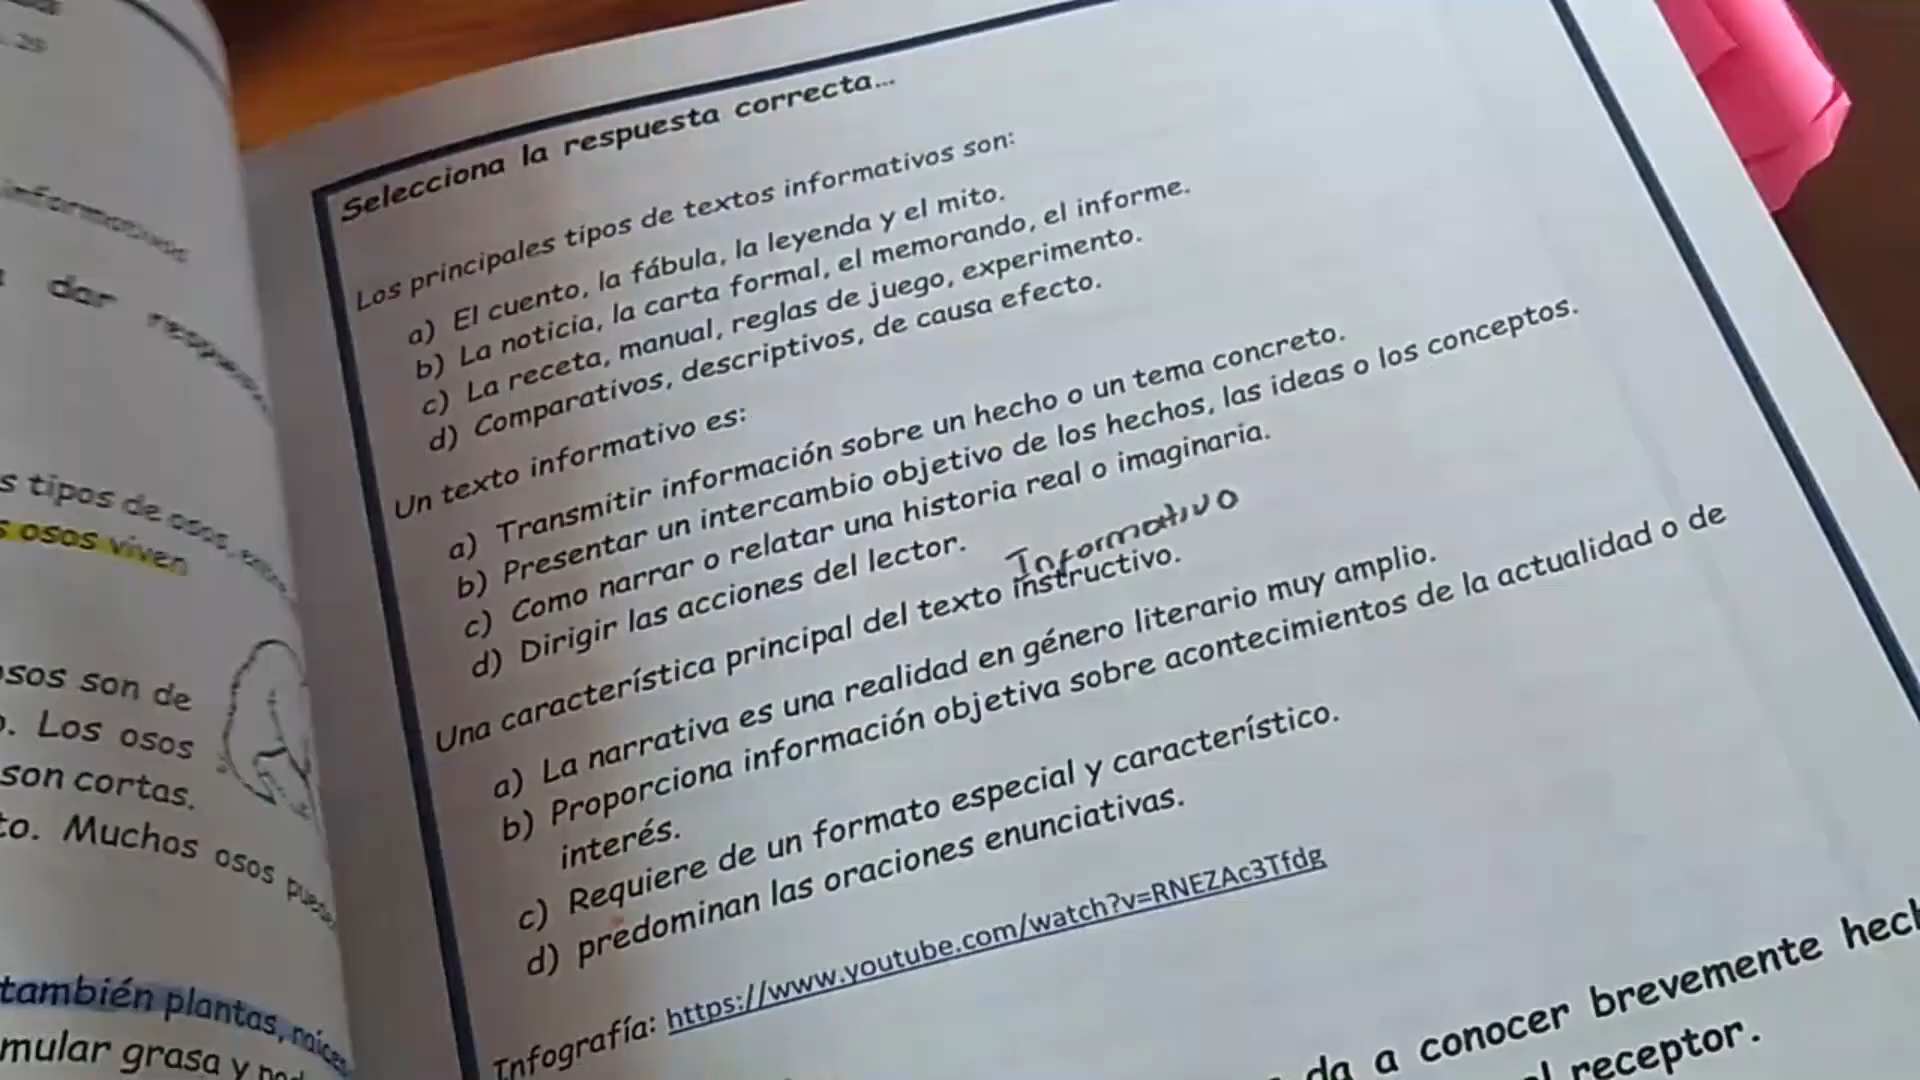 29
informativos
dar
s tipos de osos,
s osos viven
osos son de
o. Los osos
son cortas.
to. Muchos osos
también plantas, raíces
mular grasa y
Selecciona la respuesta correcta...
Los principales tipos de textos informativos son:
a) El cuento, la fábula, la leyenda y el mito.
b) La noticia, la carta formal, el memorando, el informe.
c) La receta, manual, reglas de juego, experimento.
d) Comparativos, descriptivos, de causa efecto.
Un texto informativo es:
a) Transmitir información sobre un hecho o un tema concreto.
b) Presentar un intercambio objetivo de los hechos, las ideas o los conceptos.
c) Como narrar o relatar una historia real o imaginaria.
d) Dirigir las acciones del lector.
Informativo
Una característica principal del texto instructivo.
a) La narrativa es una realidad en género literario muy amplio.
b) Proporciona información objetiva sobre acontecimientos de la actualidad o de
interés.
c) Requiere de un formato especial y característico.
d) predominan las oraciones enunciativas.
Infografía: https://www.youtube.com/watch?v=RNEZAc3Tfdg
da a conocer brevemente hech
l receptor.